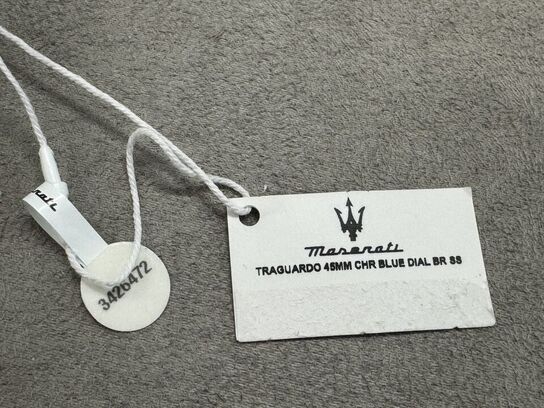 Maserati
TRAGUARDO 45MM CHR BLUE DIAL BR SS
3426472